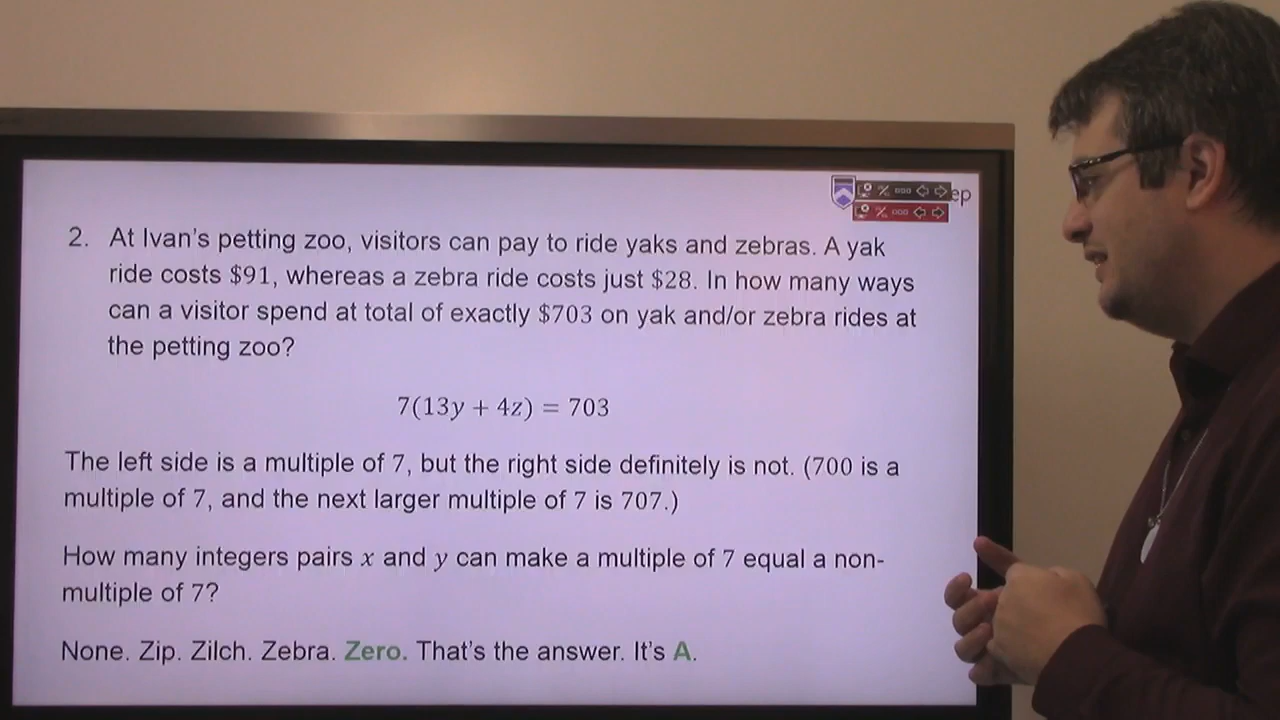 ep
2. At Ivan's petting zoo, visitors can pay to ride yaks and zebras. A yak
ride costs $91, whereas a zebra ride costs just $28. In how many ways
can a visitor spend at total of exactly $703 on yak and/or zebra rides at
the petting zoo?
7(13y + 4z) = 703
The left side is a multiple of 7, but the right side definitely is not. (700 is a
multiple of 7, and the next larger multiple of 7 is 707.)
How many integers pairs x and y can make a multiple of 7 equal a non-
multiple of 7?
None. Zip. Zilch. Zebra. Zero. That's the answer. It's A.